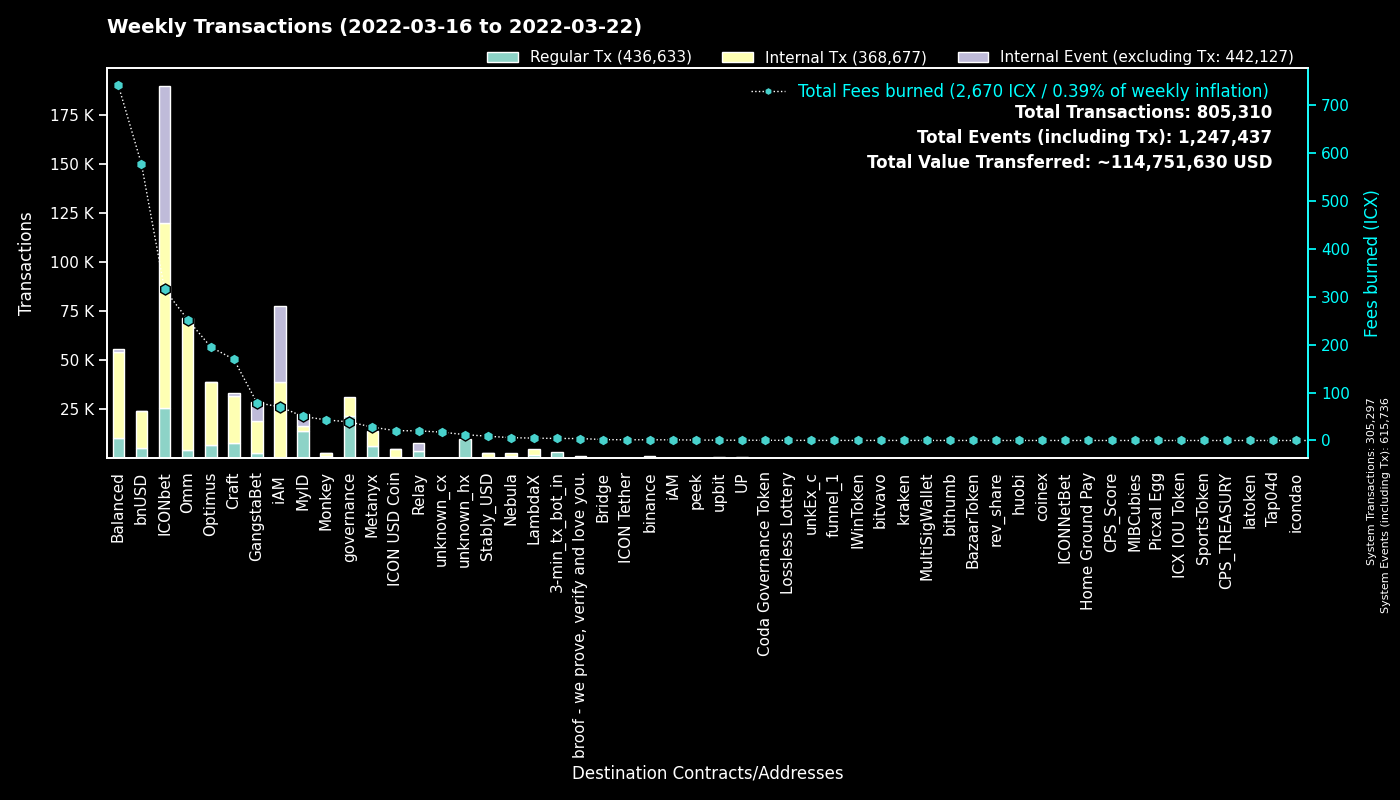 Weekly Transactions (2022-03-16 to 2022-03-22)
Regular Tx (436,633)
Internal Tx (368,677)
Internal Event (excluding Tx: 442,127)
Total Fees burned (2,670 ICX / 0.39% of weekly inflation)
Total Transactions: 805,310
Total Events (including Tx): 1,247,437
Total Value Transferred: ~114,751,630 USD
Transactions
175 K
150 K
125 K
100 K
75 K
50 K
25 K
700
600
500
400
300
200
100
0
Fees burned (ICX)
System Transactions: 305,297
System Events (including Tx): 615,736
Balanced
bnUSD
ICONbet
Omm
Optimus
Craft
GangstaBet
iAM
MyID
Monkey
governance
Metanyx
ICON USD Coin
Relay
unknown_cx
unknown_hx
Stably_USD
Nebula
LambdaX
3-min_tx_bot_in
broof - we prove, verify and love you.
Bridge
ICON Tether
binance
iAM
peek
upbit
UP
Coda Governance Token
Lossless Lottery
unkEx_c
funnel_1
IWinToken
bitvavo
kraken
MultiSigWallet
bithumb
BazaarToken
rev_share
huobi
coinex
ICONNetBet
Home Ground Pay
CPS_Score
MIBCubies
Picxal Egg
ICX IOU Token
SportsToken
CPS_TREASURY
latoken
Tap04d
icondao
Destination Contracts/Addresses